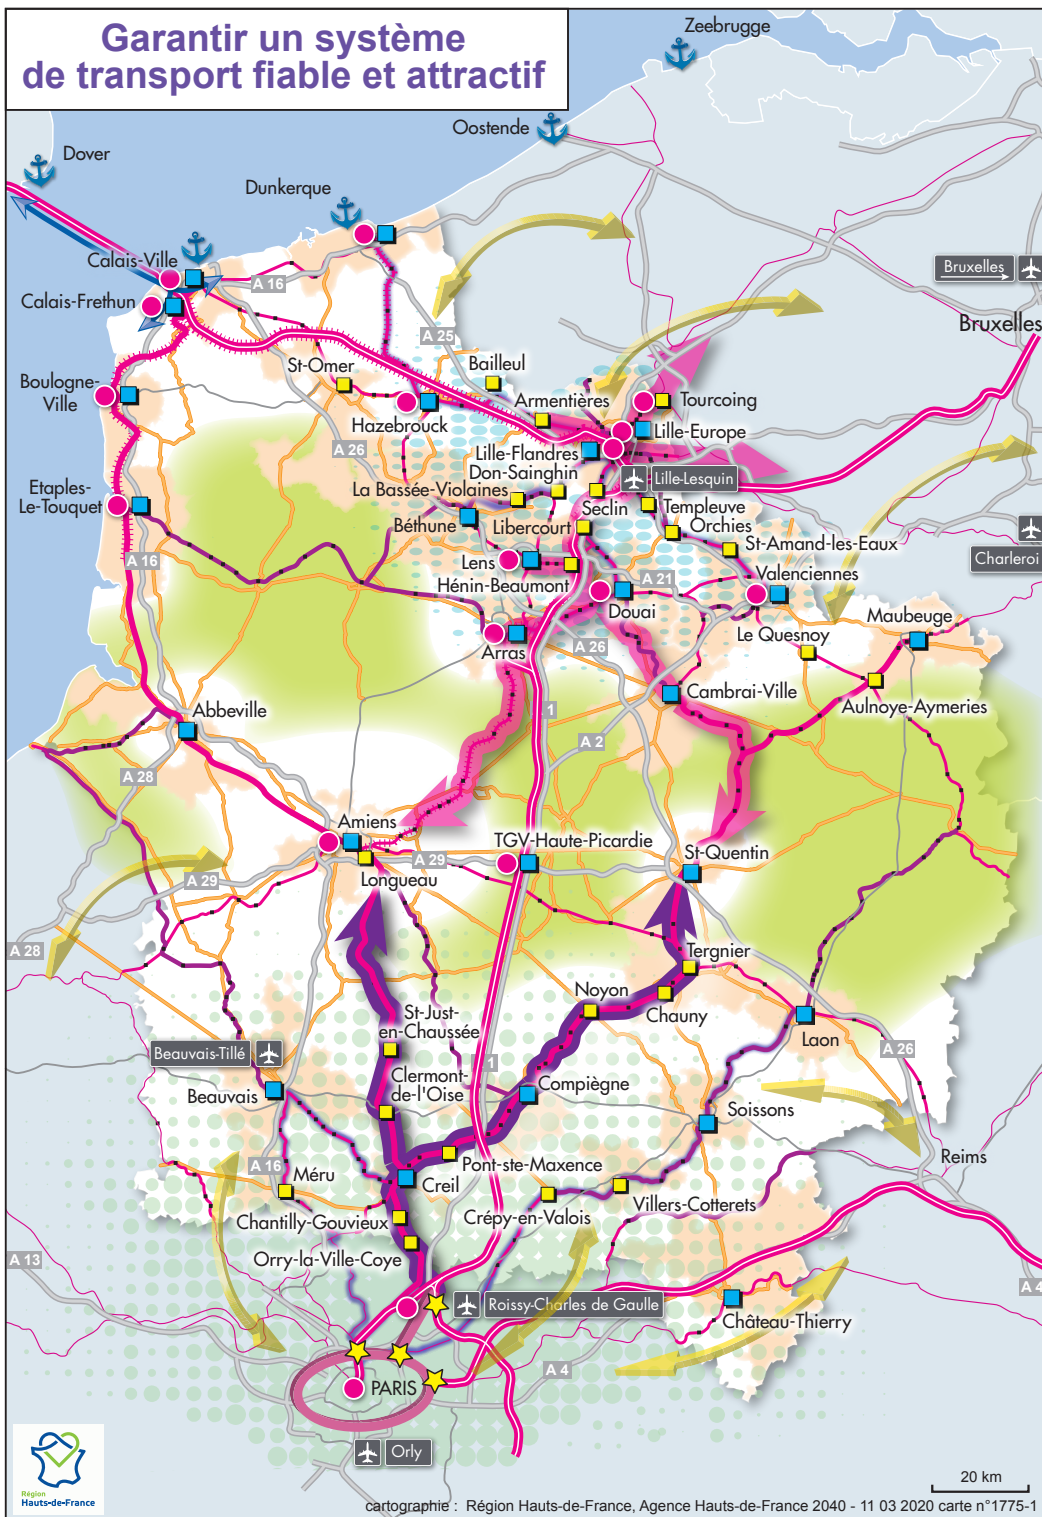 Garantir un système
de transport fiable et attractif
Zeebrugge
Oostende
Dover
Dunkerque
Calais-Ville
A 16
Bruxelles
Calais-Frethun
Bruxelles
A 25
St-Omer
Bailleul
Boulogne-
Ville
Armentières
Tourcoing
Hazebrouck
Lille-Europe
A 26
Lille-Flandres
Don-Sainghin
Lille-Lesquin
La Bassée-Violaines
Etaples-
Le-Touquet
Seclin
Templeuve
Béthune
Libercourt
Orchies
St-Amand-les-Eaux
A 16
Lens
Charleroi
Hénin-Beaumont
A 21
Valenciennes
Douai
Maubeuge
Le Quesnoy
Arras
A 26
Cambrai-Ville
Aulnoye-Aymeries
Abbeville
1
A 2
A 28
Amiens
TGV-Haute-Picardie
St-Quentin
A 29
Longueau
A 29
A 28
Tergnier
Noyon
St-Just-
en-Chaussée
Chauny
Laon
Beauvais-Tillé
A 26
1
Clermont-
de-l'Oise
Compiègne
Beauvais
Soissons
Reims
A 16
Pont-ste-Maxence
Méru
Creil
Villers-Cotterets
Chantilly-Gouvieux
Crépy-en-Valois
Orry-la-Ville-Coye
A 13
A 4
Roissy-Charles de Gaulle
Château-Thierry
A 4
PARIS
Orly
Région
Hauts-de-France
20 km
cartographie : Région Hauts-de-France, Agence Hauts-de-France 2040 - 11 03 2020 carte n°1775-1